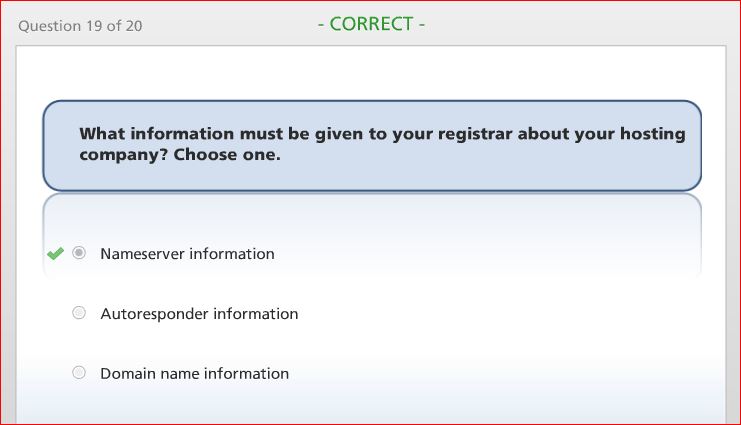 Question 19 of 20
- CORRECT -
What information must be given to your registrar about your hosting
company? Choose one.
Nameserver information
Autoresponder information
Domain name information